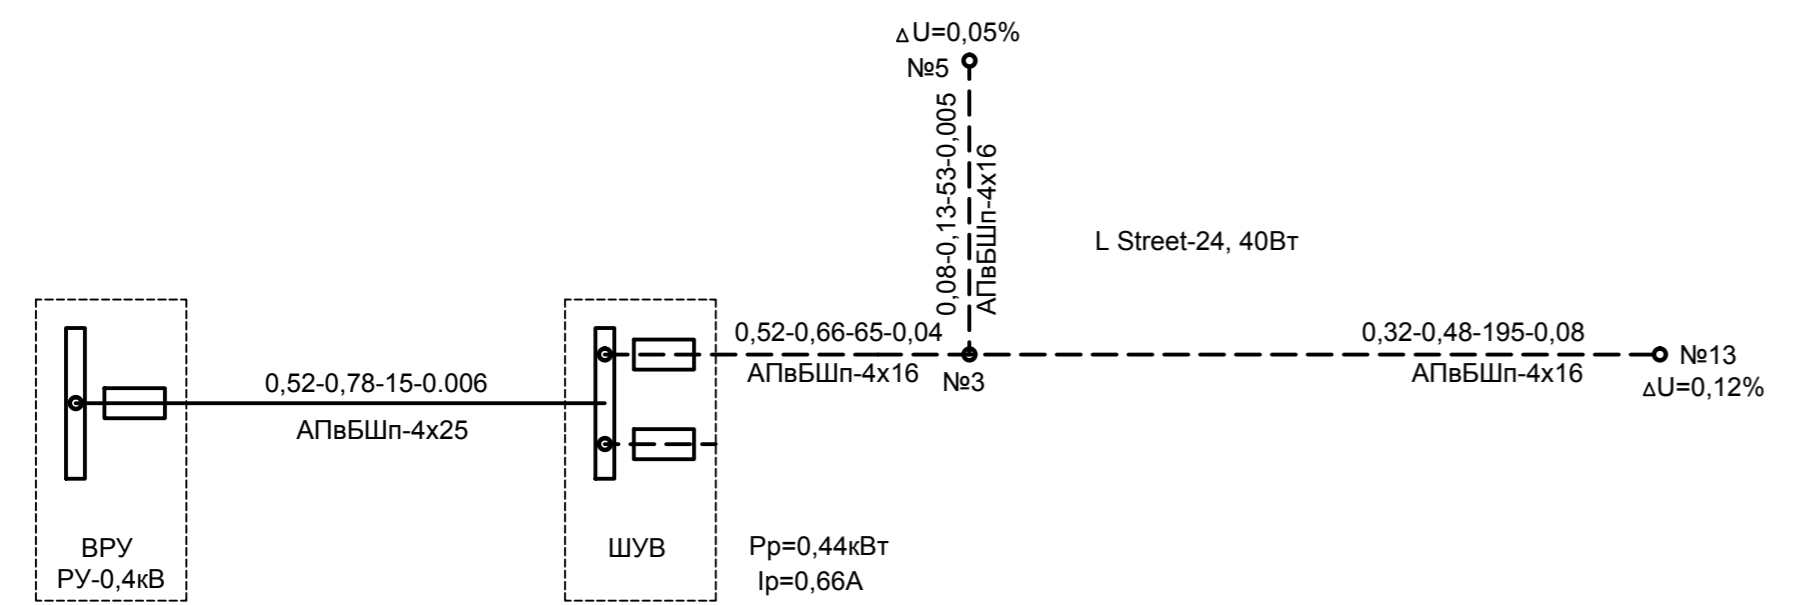 ΔU=0,05%
№5
0,08-0,13-53-0,005
АПвБШп-4х16
L Street-24, 40Вт
0,52-0,66-65-0,04
АПвБШп-4х16
№3
0,32-0,48-195-0,08
АПвБШп-4х16
№13
ΔU=0,12%
0,52-0,78-15-0.006
АПвБШп-4х25
ВРУ
РУ-0,4кВ
ШУВ
Рр=0,44кВт
Iр=0,66А